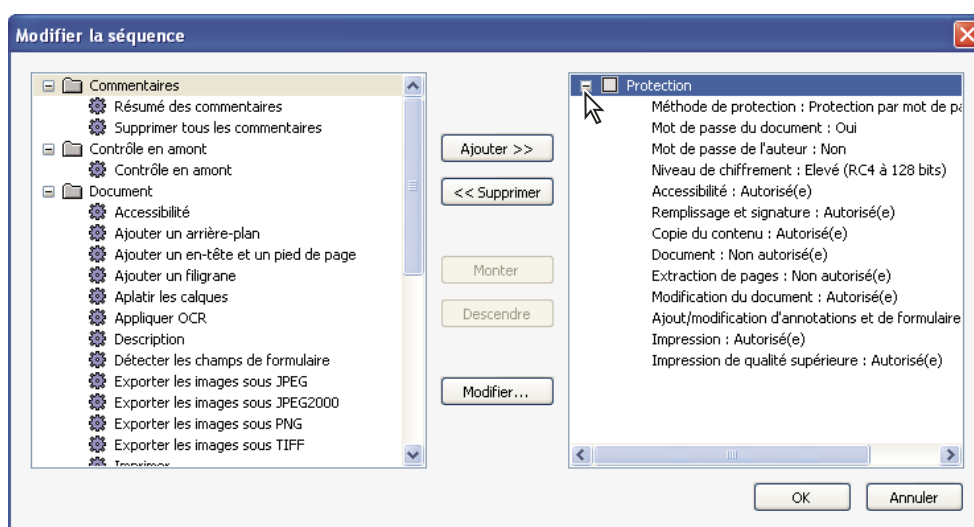 Modifier la séquence
Commentaires
Résumé des commentaires
Supprimer tous les commentaires
Contrôle en amont
Contrôle en amont
Document
Accessibilité
Ajouter un arrière-plan
Ajouter un en-tête et un pied de page
Ajouter un filigrane
Aplatir les calques
Appliquer OCR
Description
Détecter les champs de formulaire
Exporter les images sous JPEG
Exporter les images sous JPEG2000
Exporter les images sous PNG
Exporter les images sous TIFF
Ajouter >>
<< Supprimer
Monter
Descendre
Modifier...
Protection
Méthode de protection : Protection par mot de
Mot de passe du document : Oui
Mot de passe de l'auteur : Non
Niveau de chiffrement : Elevé (RC4 à 128 bits)
Accessibilité : Autorisé(e)
Remplissage et signature : Autorisé(e)
Copie du contenu : Autorisé(e)
Document : Non autorisé(e)
Extraction de pages : Non autorisé(e)
Modification du document : Autorisé(e)
Ajout/modification d'annotations et de formulaire
Impression : Autorisé(e)
Impression de qualité supérieure : Autorisé(e)
OK
Annuler